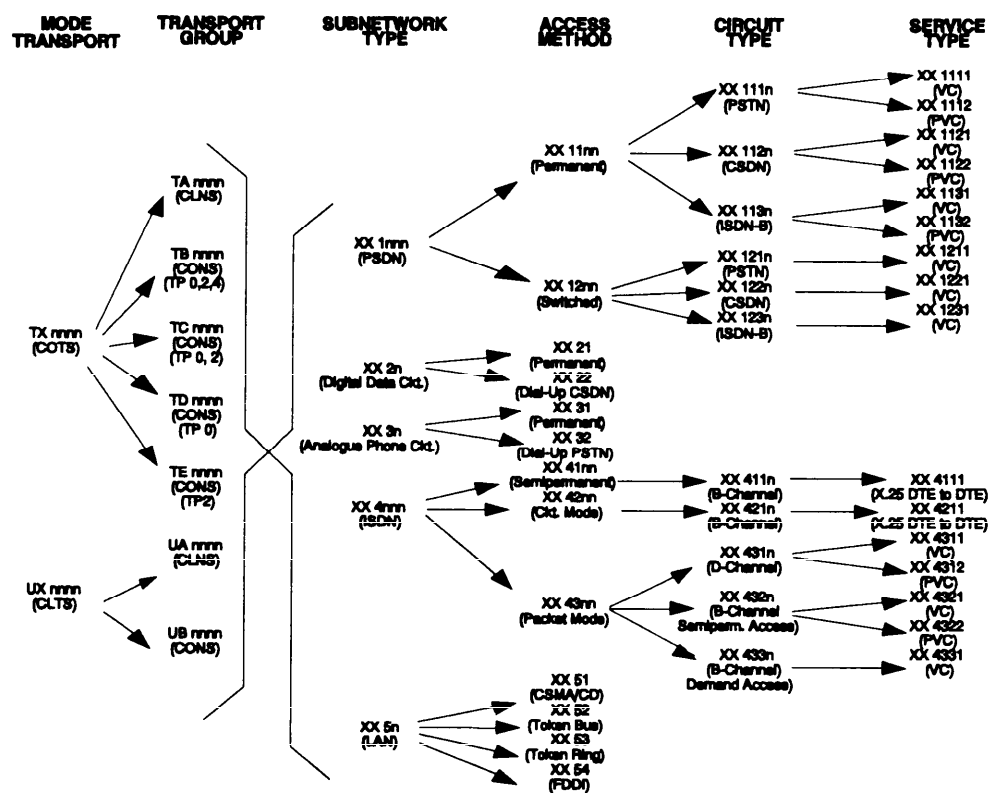 MODE TRANSPORT
TRANSPORT GROUP
SUBNETWORK TYPE
ACCESS METHOD
CIRCUIT TYPE
SERVICE TYPE
TX nnnn
(COTS)
UX nnnn
(CLTS)
TA nnnn
(CLNS)
TB nnnn
(CONS)
(TP 0,2,4)
TC nnnn
(CONS)
(TP 0, 2)
TD nnnn
(CONS)
(TP 0)
TE nnnn
(CONS)
(TP2)
UA nnnn
(CLNS)
UB nnnn
(CONS)
XX 1nnn
(PSDN)
XX 2n
(Digital Data Ckt.)
XX 3n
(Analogue Phone Ckt.)
XX 4nnn
(ISDN)
XX 5n
(LAN)
XX 11nn
(Permanent)
XX 12nn
(Switched)
XX 21
(Permanent)
XX 22
(Dial-Up CSDN)
XX 31
(Permanent)
XX 32
(Dial-Up PSTN)
XX 41nn
(Semipermanent)
XX 42nn
(Ckt. Mode)
XX 43nn
(Packet Mode)
XX 51
(CSMA/CD)
XX 52
(Token Bus)
XX 53
(Token Ring)
XX 54
(FDDI)
XX 111n
(PSTN)
XX 112n
(CSDN)
XX 113n
(ISDN-B)
XX 121n
(PSTN)
XX 122n
(CSDN)
XX 123n
(ISDN-B)
XX 411n
(B-Channel)
XX 421n
(B-Channel)
XX 431n
(D-Channel)
XX 432n
(B-Channel
Semiperm. Access)
XX 433n
(B-Channel
Demand Access)
XX 1111
(VC)
XX 1112
(PVC)
XX 1121
(VC)
XX 1122
(PVC)
XX 1131
(VC)
XX 1132
(PVC)
XX 1211
(VC)
XX 1221
(VC)
XX 1231
(VC)
XX 4111
(X.25 DTE to DTE)
XX 4211
(X.25 DTE to DTE)
XX 4311
(VC)
XX 4312
(PVC)
XX 4321
(VC)
XX 4322
(PVC)
XX 4331
(VC)